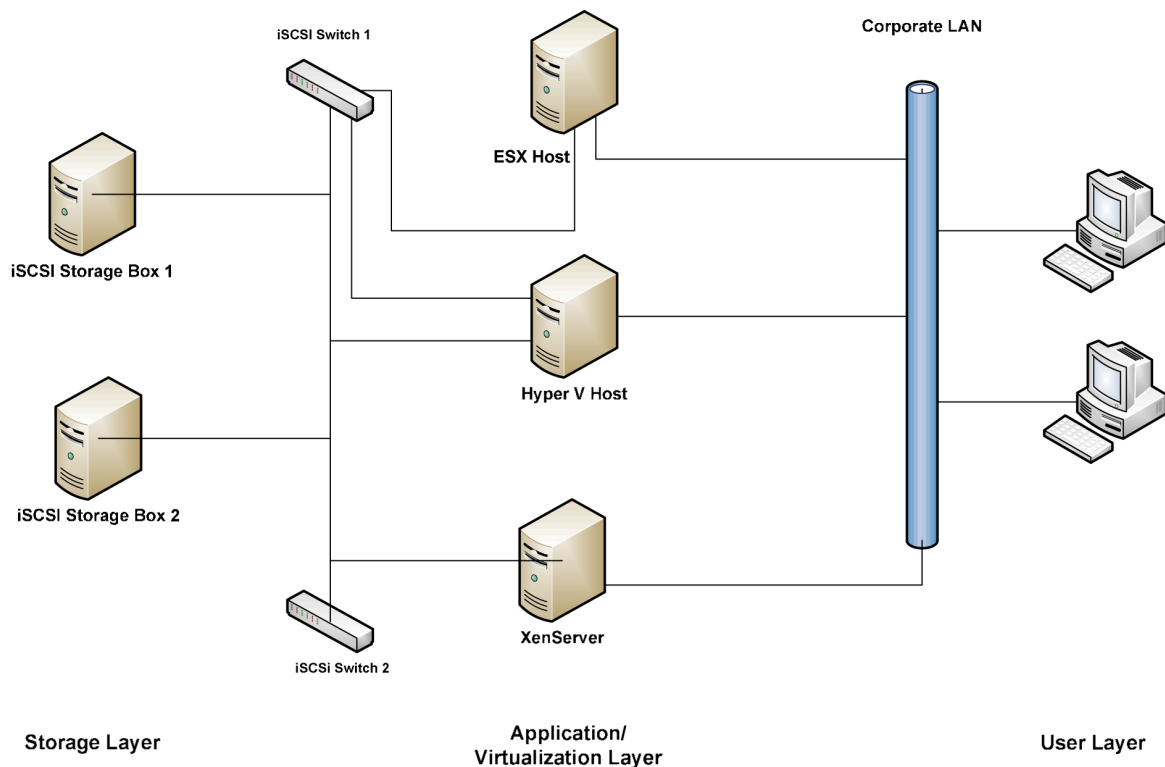 iSCSI Switch 1
Corporate LAN
ESX Host
iSCSI Storage Box 1
Hyper V Host
iSCSI Storage Box 2
XenServer
iSCSi Switch 2
Storage Layer
Application/
Virtualization Layer
User Layer